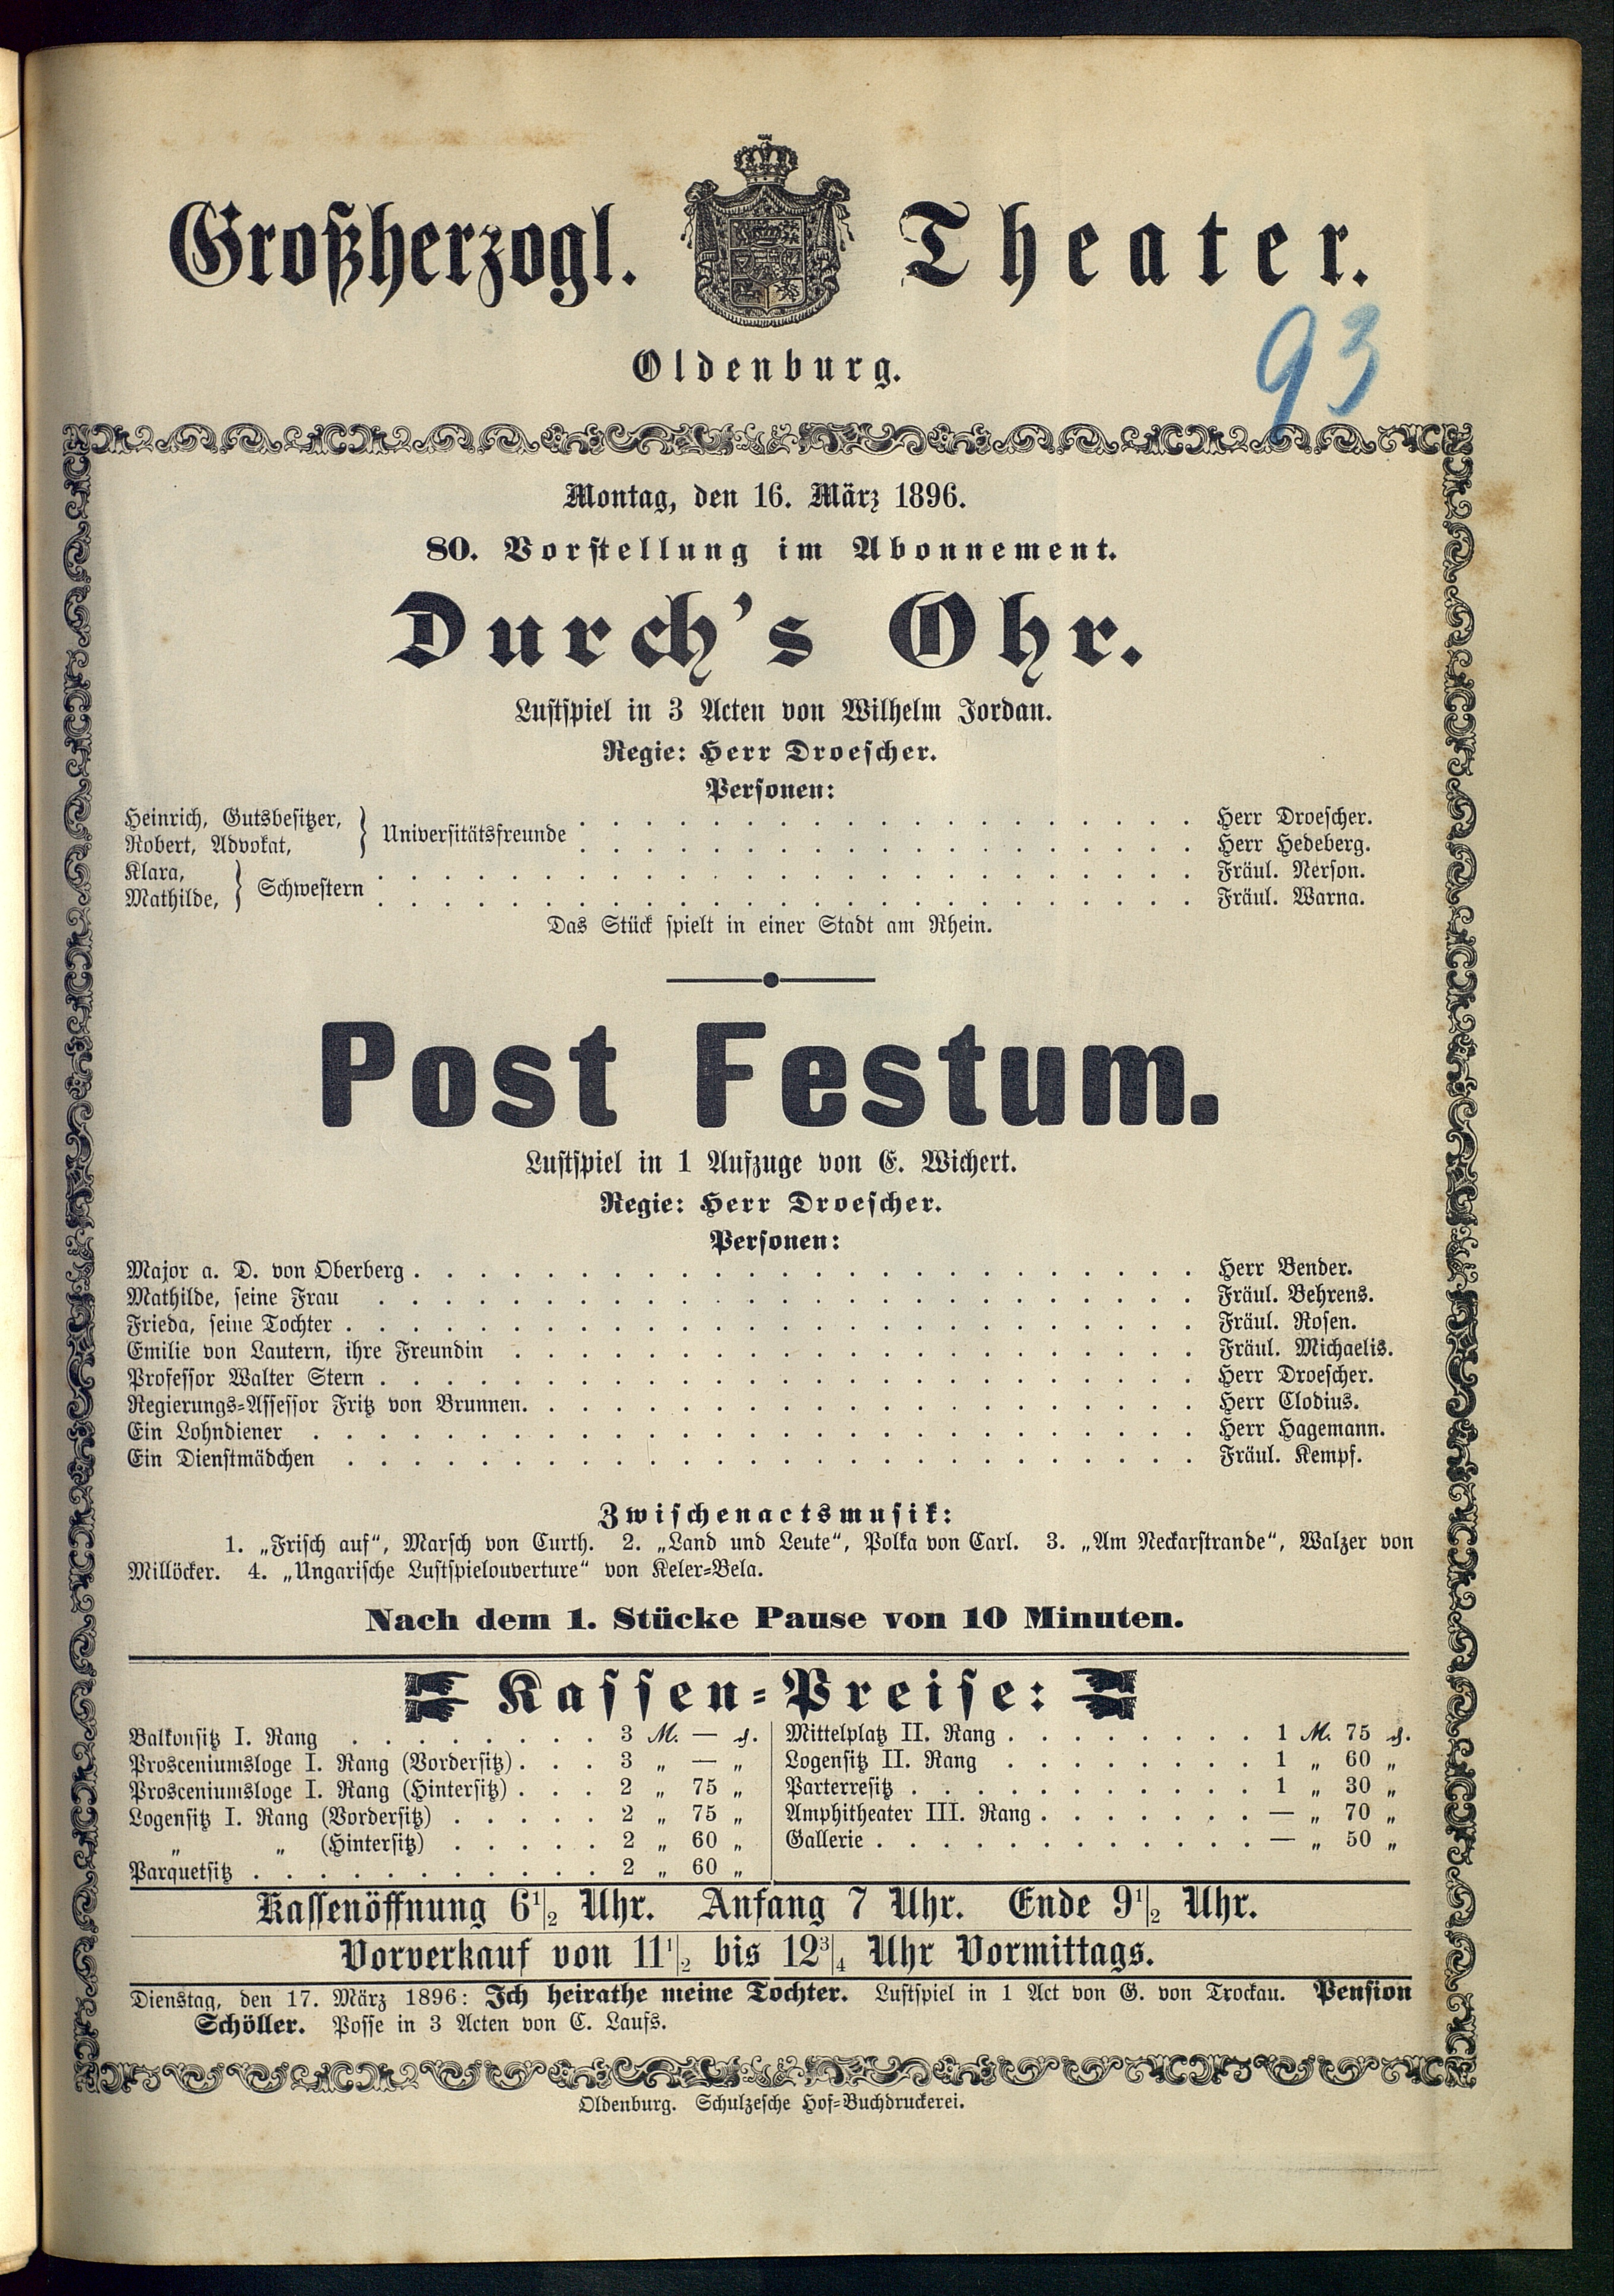 Großherzogl. Theater.
Oldenburg.
93
Montag, den 16. März 1896.
80. Vorstellung im Abonnement.
Durch's Ohr.
Lustspiel in 3 Acten von Wilhelm Jordan.
Regie: Herr Droescher.
Personen:
Heinrich, Gutsbesitzer, } Universitätsfreunde . . . . . Herr Droescher.
Robert, Advokat, . . . . . Herr Hedeberg.
Klara, } Schwestern . . . . . Fräul. Nerson.
Mathilde, . . . . . Fräul. Warna.
Das Stück spielt in einer Stadt am Rhein.
Post Festum.
Lustspiel in 1 Aufzuge von E. Wichert.
Regie: Herr Droescher.
Personen:
Major a. D. von Oberberg . . . . . Herr Bender.
Mathilde, seine Frau . . . . . Fräul. Behrens.
Frieda, seine Tochter . . . . . Fräul. Rosen.
Emilie von Lautern, ihre Freundin . . . . . Fräul. Michaelis.
Professor Walter Stern . . . . . Herr Droescher.
Regierungs-Assessor Fritz von Brunnen. . . . . . Herr Clodius.
Ein Lohndiener . . . . . Herr Hagemann.
Ein Dienstmädchen . . . . . Fräul. Kempf.
Zwischenactsmusik:
1. „Frisch auf“, Marsch von Curth. 2. „Land und Leute“, Polka von Carl. 3. „Am Neckarstrande“, Walzer von
Millöcker. 4. „Ungarische Lustspielouverture“ von Keler-Bela.
Nach dem 1. Stücke Pause von 10 Minuten.
Kassen-Preise:
Balkonsitz I. Rang . . . . . 3 M. — ₰.
Prosceniumsloge I. Rang (Vordersitz) . . . 3 „ — „
Prosceniumsloge I. Rang (Hintersitz) . . . 2 „ 75 „
Logensitz I. Rang (Vordersitz) . . . . . 2 „ 75 „
„ „ (Hintersitz) . . . . . 2 „ 60 „
Parquetsitz . . . . . 2 „ 60 „
Mittelplatz II. Rang . . . . . 1 M. 75 ₰.
Logensitz II. Rang . . . . . 1 „ 60 „
Parterresitz . . . . . 1 „ 30 „
Amphitheater III. Rang . . . . . — „ 70 „
Gallerie . . . . . — „ 50 „
Kassenöffnung 6 1/2 Uhr. Anfang 7 Uhr. Ende 9 1/2 Uhr.
Vorverkauf von 11 1/2 bis 12 3/4 Uhr Vormittags.
Dienstag, den 17. März 1896: Ich heirathe meine Tochter. Lustspiel in 1 Act von G. von Trockau. Pension
Schöller. Posse in 3 Acten von C. Laufs.
Oldenburg. Schulzesche Hof-Buchdruckerei.